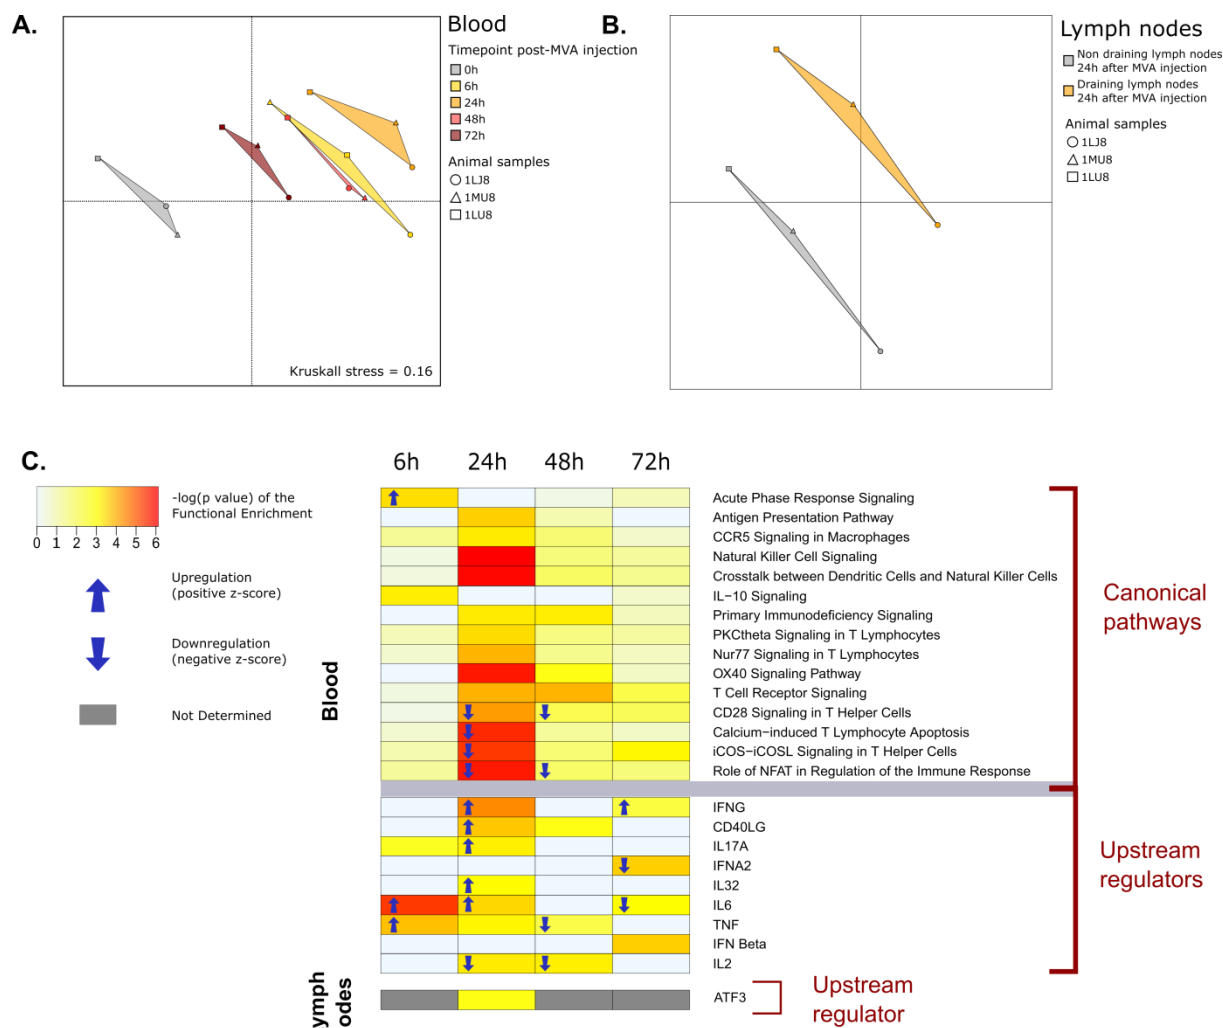 A.
Blood
Timepoint post-MVA injection
0h
6h
24h
48h
72h
Animal samples
1LJ8
1MU8
1LU8
Kruskall stress = 0.16
B.
Lymph nodes
Non draining lymph nodes
24h after MVA injection
Draining lymph nodes
24h after MVA injection
Animal samples
1LJ8
1MU8
1LU8
C.
-log(p value) of the
Functional Enrichment
0 1 2 3 4 5 6
Upregulation
(positive z-score)
Downregulation
(negative z-score)
Not Determined
6h 24h 48h 72h
Blood
Acute Phase Response Signaling
Antigen Presentation Pathway
CCR5 Signaling in Macrophages
Natural Killer Cell Signaling
Crosstalk between Dendritic Cells and Natural Killer Cells
IL−10 Signaling
Primary Immunodeficiency Signaling
PKCtheta Signaling in T Lymphocytes
Nur77 Signaling in T Lymphocytes
OX40 Signaling Pathway
T Cell Receptor Signaling
CD28 Signaling in T Helper Cells
Calcium−induced T Lymphocyte Apoptosis
iCOS−iCOSL Signaling in T Helper Cells
Role of NFAT in Regulation of the Immune Response
Canonical
pathways
IFNG
CD40LG
IL17A
IFNA2
IL32
IL6
TNF
IFN Beta
IL2
Upstream
regulators
ymph
odes
ATF3
Upstream
regulator